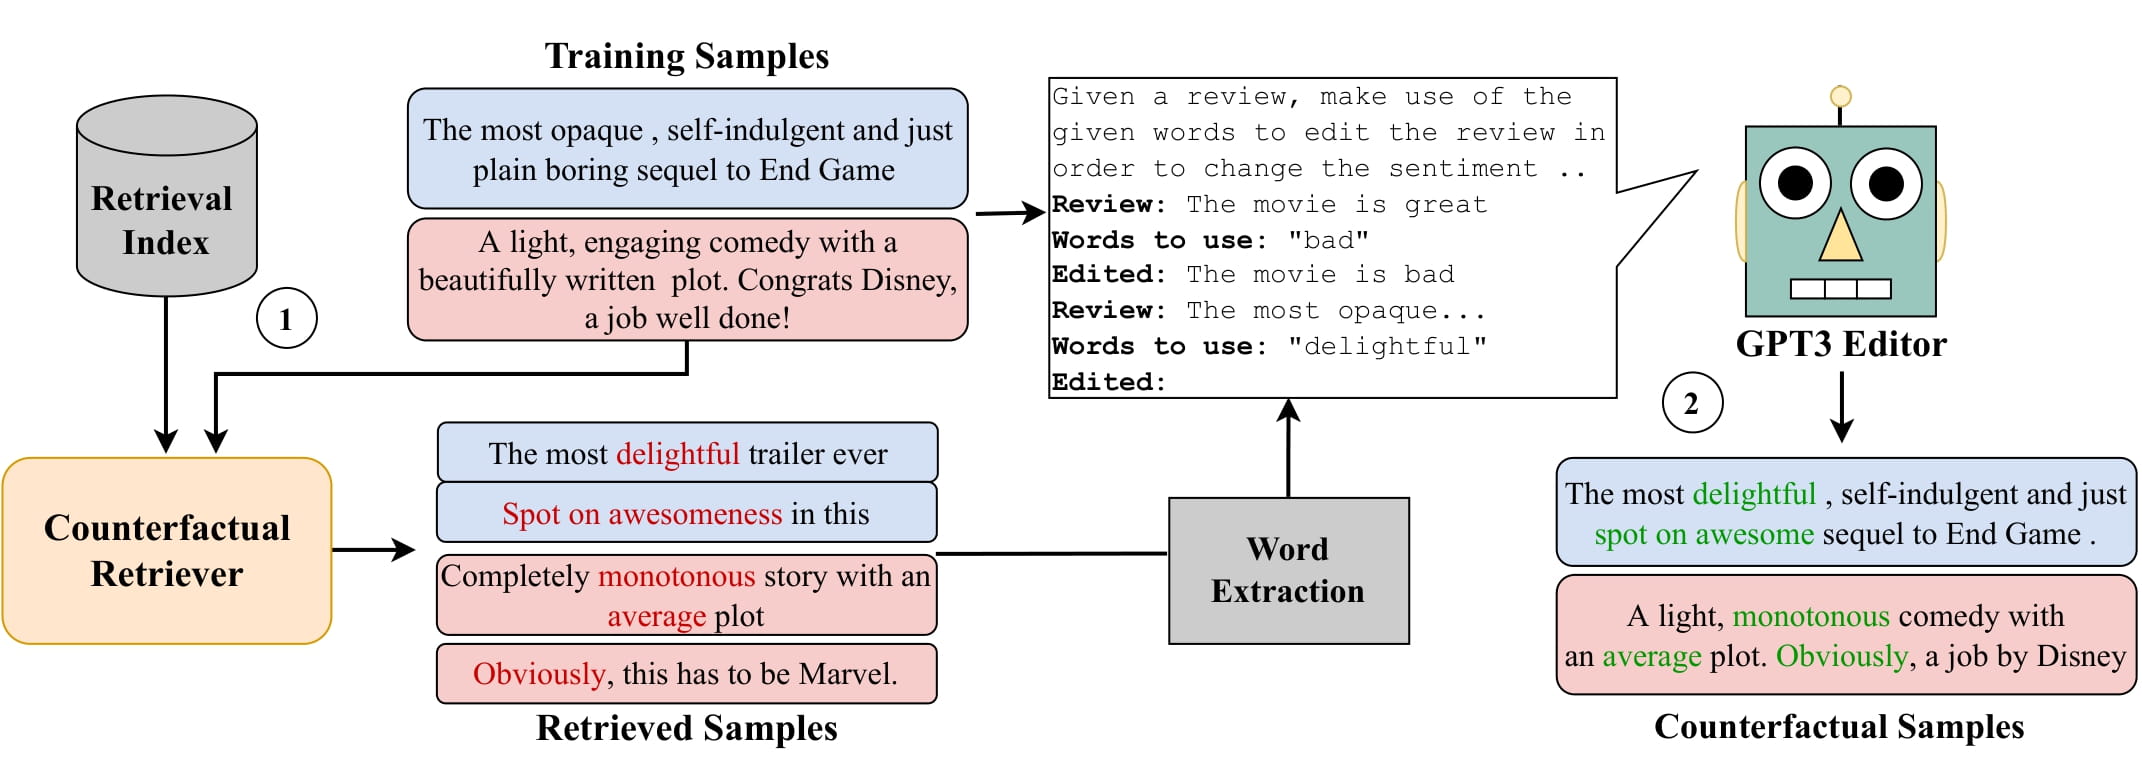 Training Samples
The most opaque , self-indulgent and just
plain boring sequel to End Game
A light, engaging comedy with a
beautifully written plot. Congrats Disney,
a job well done!
Retrieval
Index
1
Counterfactual
Retriever
The most delightful trailer ever
Spot on awesomeness in this
Completely monotonous story with an
average plot
Obviously, this has to be Marvel.
Retrieved Samples
Word
Extraction
Given a review, make use of the
given words to edit the review in
order to change the sentiment ..
Review: The movie is great
Words to use: "bad"
Edited: The movie is bad
Review: The most opaque...
Words to use: "delightful"
Edited:
GPT3 Editor
2
The most delightful , self-indulgent and just
spot on awesome sequel to End Game .
A light, monotonous comedy with
an average plot. Obviously, a job by Disney
Counterfactual Samples